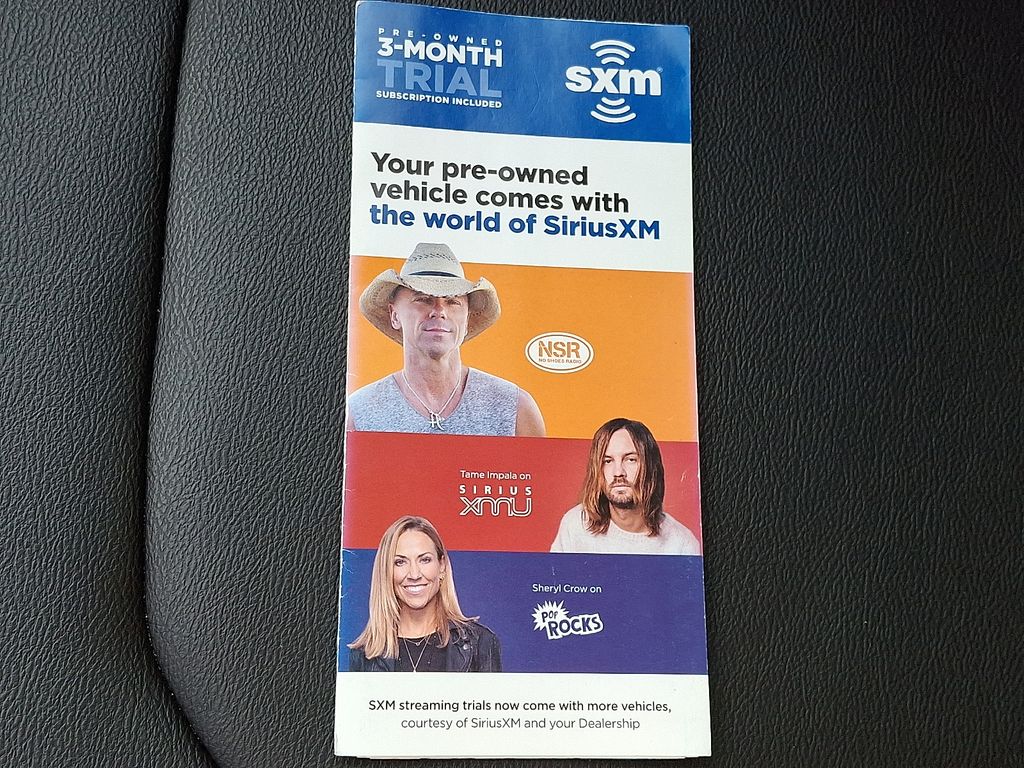 PRE-OWNED
3-MONTH
TRIAL
SUBSCRIPTION INCLUDED
sxm
Your pre-owned
vehicle comes with
the world of SiriusXM
NSR
NO SHOES RADIO
Tame Impala on
SIRIUS
XMU
Sheryl Crow on
POP
ROCKS
SXM streaming trials now come with more vehicles,
courtesy of SiriusXM and your Dealership